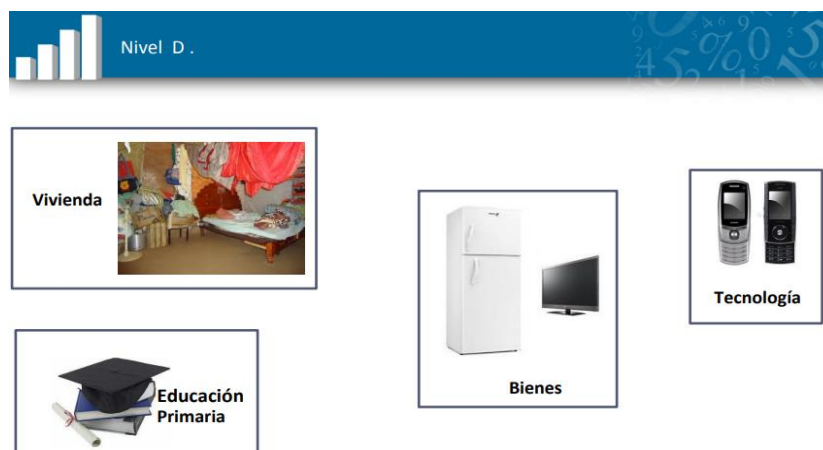 Nivel D .
Vivienda
Tecnología
Bienes
Educación
Primaria